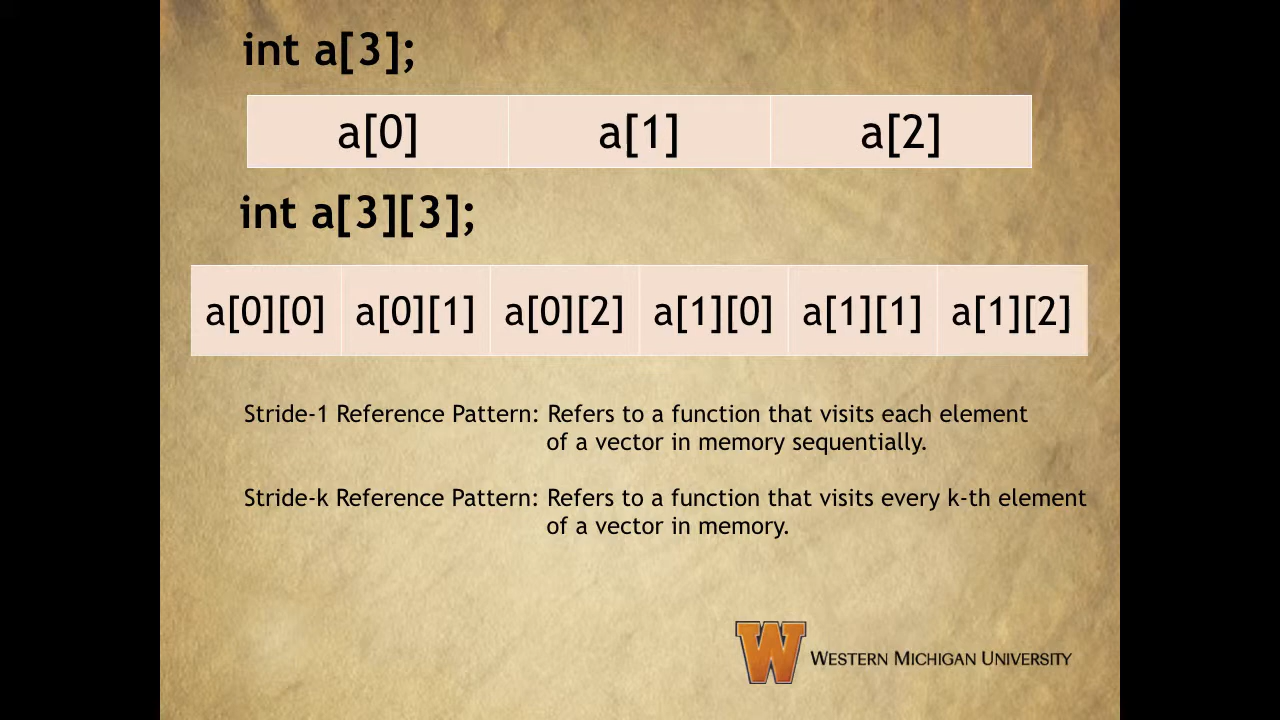 int a[3];
a[0] a[1] a[2]
int a[3][3];
a[0][0] a[0][1] a[0][2] a[1][0] a[1][1] a[1][2]
Stride-1 Reference Pattern: Refers to a function that visits each element
of a vector in memory sequentially.
Stride-k Reference Pattern: Refers to a function that visits every k-th element
of a vector in memory.
W WESTERN MICHIGAN UNIVERSITY